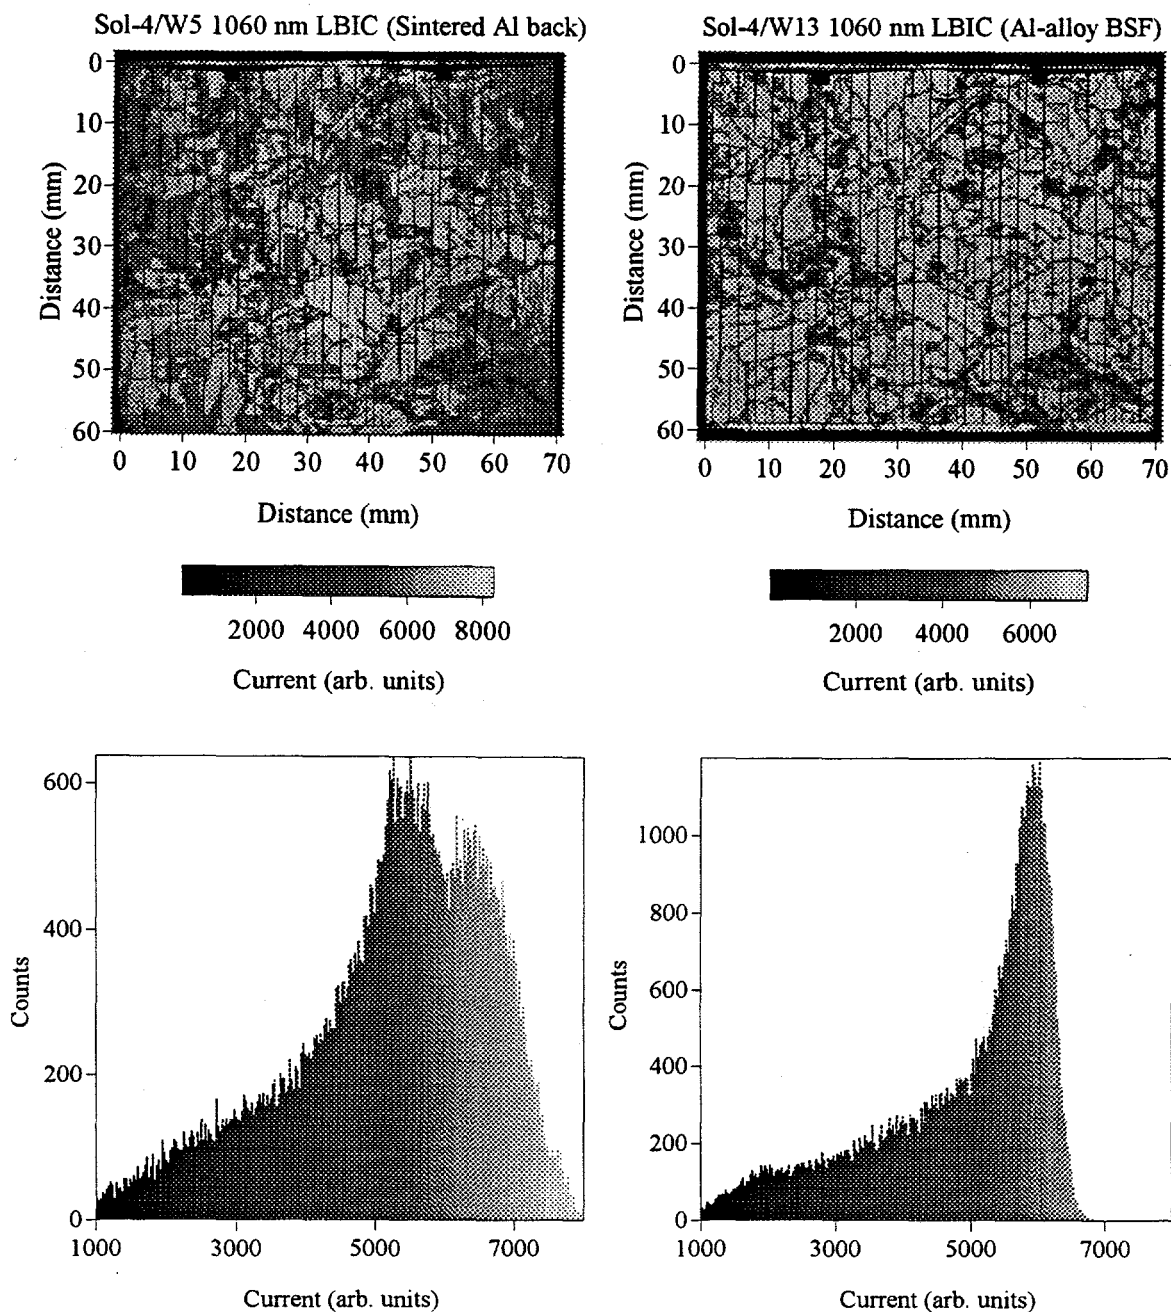 Sol-4/W5 1060 nm LBIC (Sintered Al back)
0
10
20
30
40
50
60
Distance (mm)
0 10 20 30 40 50 60 70
Distance (mm)
2000 4000 6000 8000
Current (arb. units)
Sol-4/W13 1060 nm LBIC (Al-alloy BSF)
0
10
20
30
40
50
60
Distance (mm)
0 10 20 30 40 50 60 70
Distance (mm)
2000 4000 6000
Current (arb. units)
600
400
200
0
Counts
1000 3000 5000 7000
Current (arb. units)
1000
800
600
400
200
0
Counts
1000 3000 5000 7000
Current (arb. units)